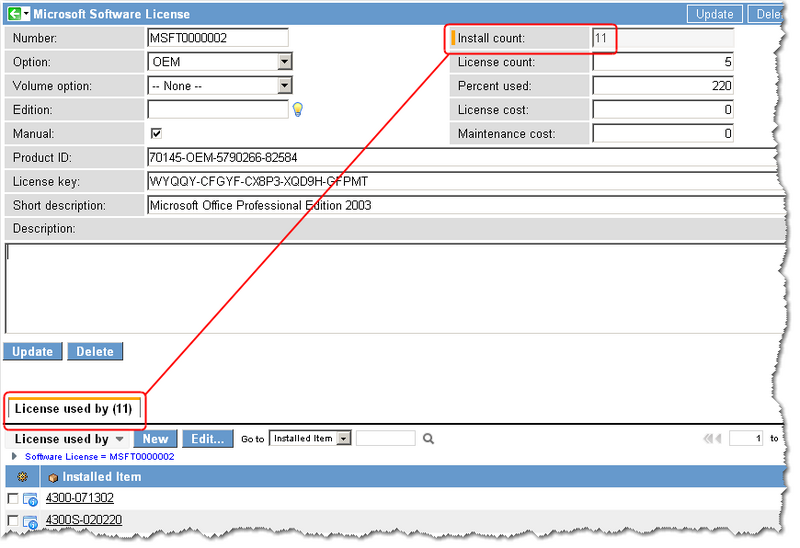 Microsoft Software License Update Dele
Number: MSFT0000002 Install count: 11
Option: OEM License count: 5
Volume option: -- None -- Percent used: 220
Edition: License cost: 0
Manual: Maintenance cost: 0
Product ID: 70145-OEM-5790266-82584
License key: WYQQY-CFGYF-CX8P3-XQD9H-GFPMT
Short description: Microsoft Office Professional Edition 2003
Description:
Update Delete
License used by (11)
License used by New Edit... Go to Installed Item 1 to
Software License = MSFT0000002
Installed Item
4300-071302
4300S-020220